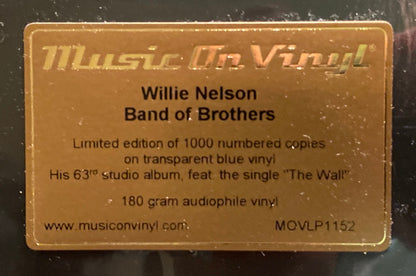 Music On Vinyl®
Willie Nelson
Band of Brothers
Limited edition of 1000 numbered copies
on transparent blue vinyl
His 63rd studio album, feat. the single "The Wall"
180 gram audiophile vinyl
www.musiconvinyl.com MOVLP1152